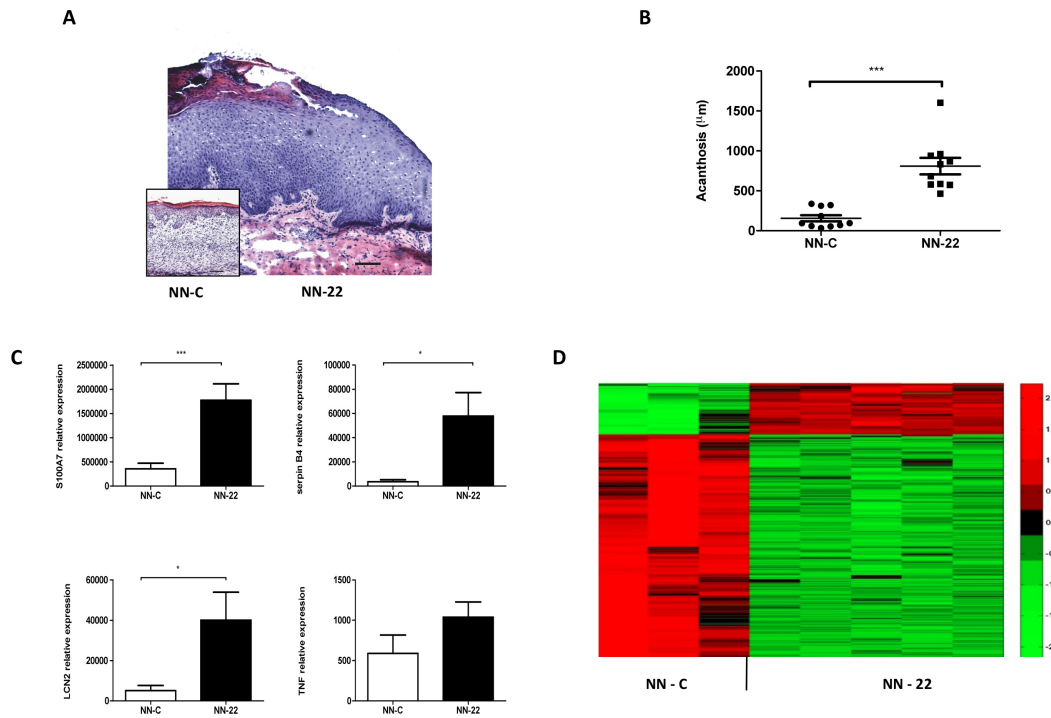 A
NN-C
NN-22
B
***
2000
1500
1000
500
0
Acanthosis (µm)
NN-C
NN-22
C
***
2500000
2000000
1500000
1000000
500000
0
S100A7 relative expression
NN-C
NN-22
*
100000
80000
60000
40000
20000
0
serpin B4 relative expression
NN-C
NN-22
*
60000
40000
20000
0
LCN2 relative expression
NN-C
NN-22
1500
1000
500
0
TNF relative expression
NN-C
NN-22
D
2
1
1
0
0
-1
NN - C
NN - 22